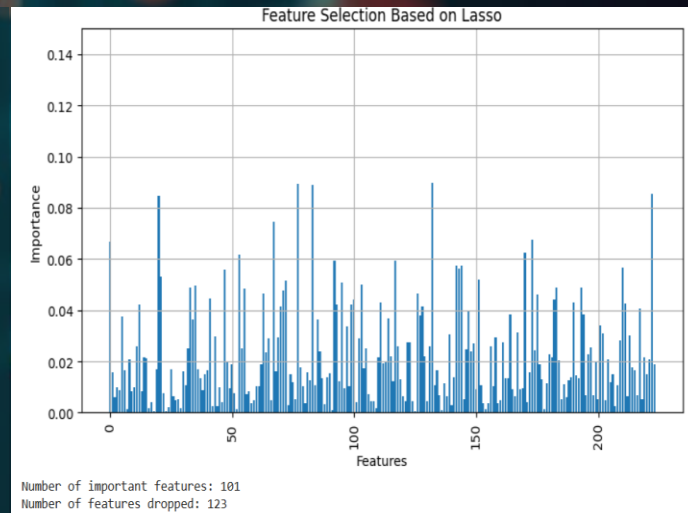 Feature Selection Based on Lasso
0.14
0.12
0.10
0.08
0.06
0.04
0.02
0.00
Importance
0
50
100
150
200
Features
Number of important features: 101
Number of features dropped: 123